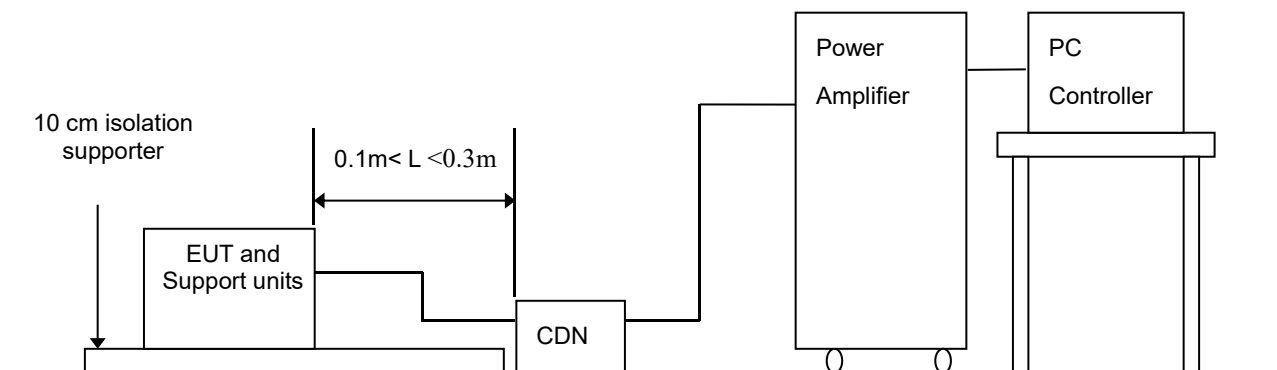 Power
Amplifier
PC
Controller
10 cm isolation
supporter
0.1m< L <0.3m
EUT and
Support units
CDN